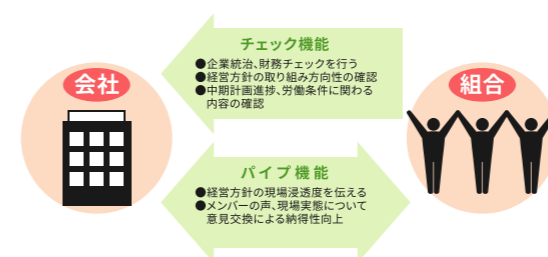 チェック機能
●企業統治、財務チェックを行う
●経営方針の取り組み方向性の確認
●中期計画進捗、労働条件に関わる
内容の確認
会社
組合
パイプ機能
●経営方針の現場浸透度を伝える
●メンバーの声、現場実態について
意見交換による納得性向上